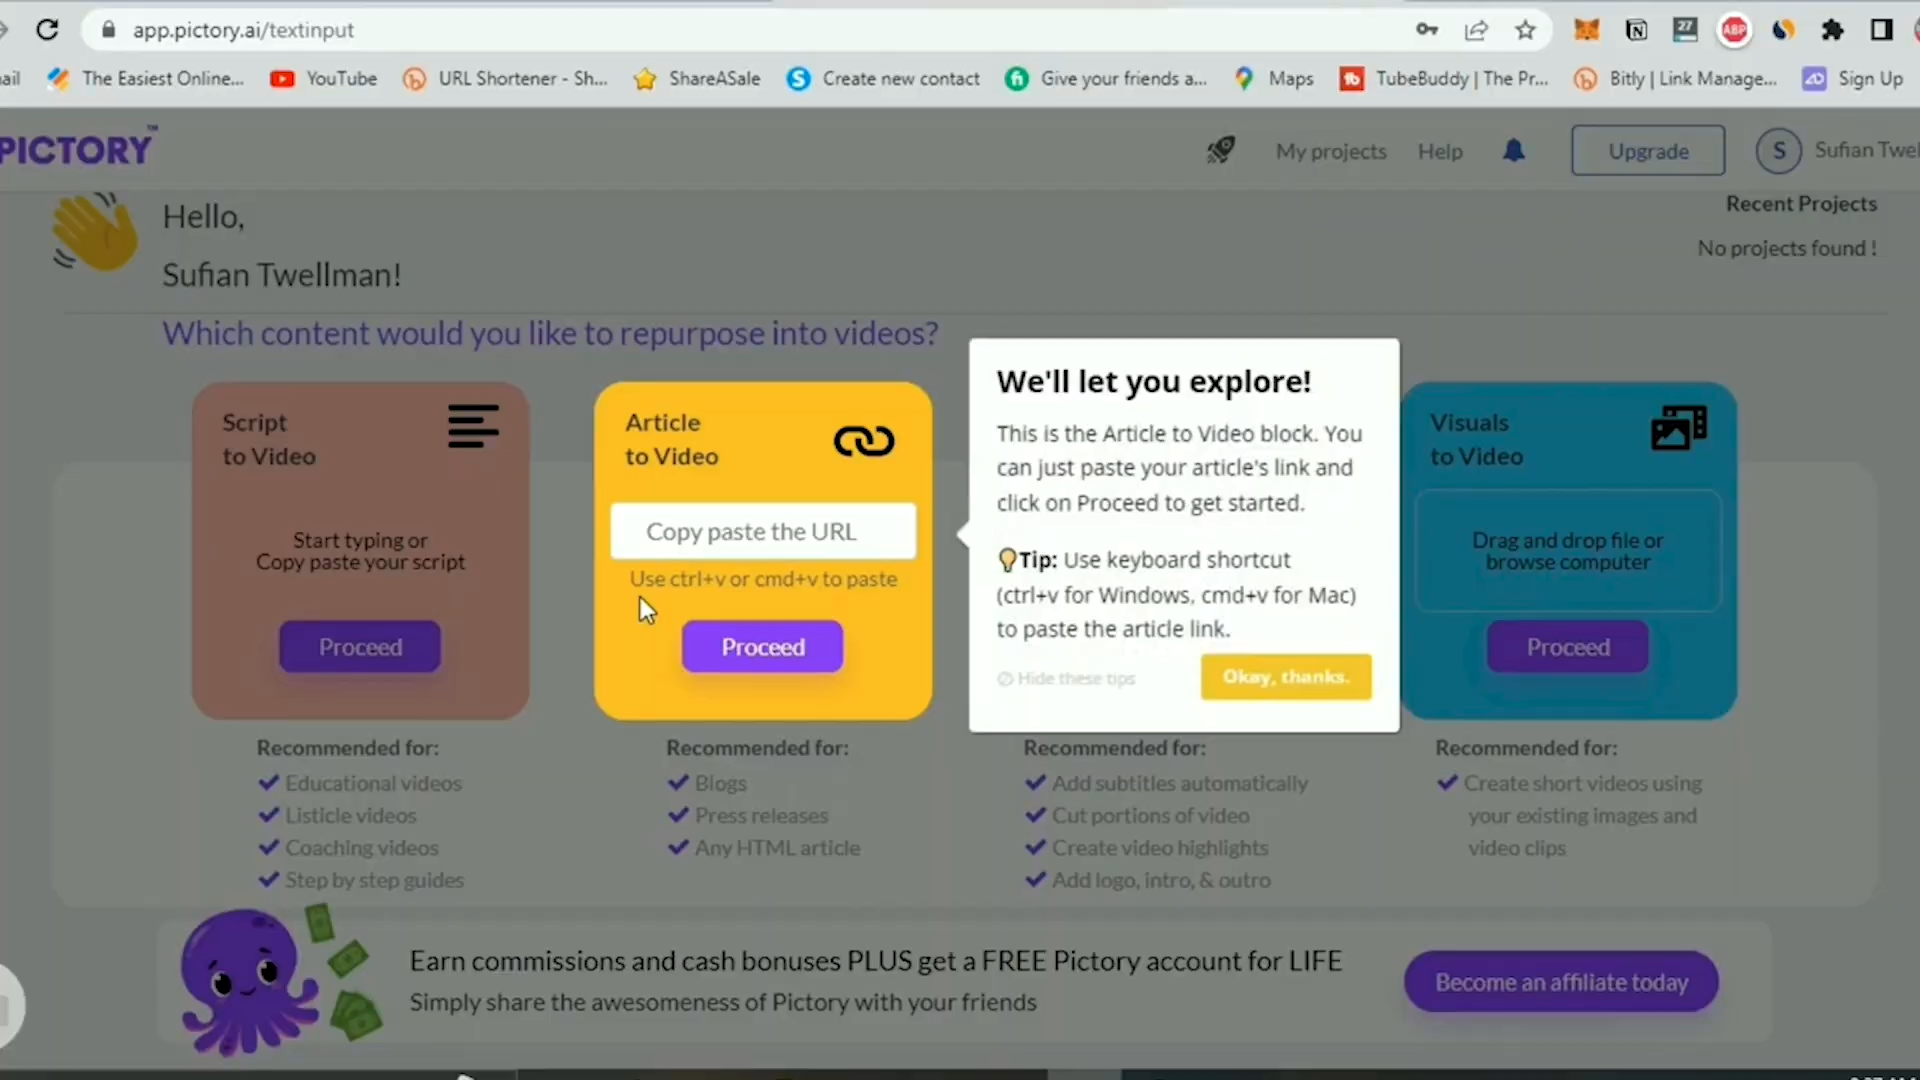 app.pictory.ai/textinput
27
ABP
ail
The Easiest Online...
YouTube
URL Shortener - Sh...
ShareASale
Create new contact
Give your friends a...
Maps
TubeBuddy | The Pr...
Bitly | Link Manage...
Sign Up
PICTORY™
My projects
Help
Upgrade
S
Sufian Twel
Hello,
Sufian Twellman!
Recent Projects
No projects found !
Which content would you like to repurpose into videos?
Script
to Video
Start typing or
Copy paste your script
Proceed
Article
to Video
Copy paste the URL
Use ctrl+v or cmd+v to paste
Proceed
We'll let you explore!
This is the Article to Video block. You
can just paste your article's link and
click on Proceed to get started.
Tip: Use keyboard shortcut
(ctrl+v for Windows, cmd+v for Mac)
to paste the article link.
Hide these tips
Okay, thanks.
Visuals
to Video
Drag and drop file or
browse computer
Proceed
Recommended for:
Educational videos
Listicle videos
Coaching videos
Step by step guides
Recommended for:
Blogs
Press releases
Any HTML article
Recommended for:
Add subtitles automatically
Cut portions of video
Create video highlights
Add logo, intro, & outro
Recommended for:
Create short videos using
your existing images and
video clips
Earn commissions and cash bonuses PLUS get a FREE Pictory account for LIFE
Simply share the awesomeness of Pictory with your friends
Become an affiliate today